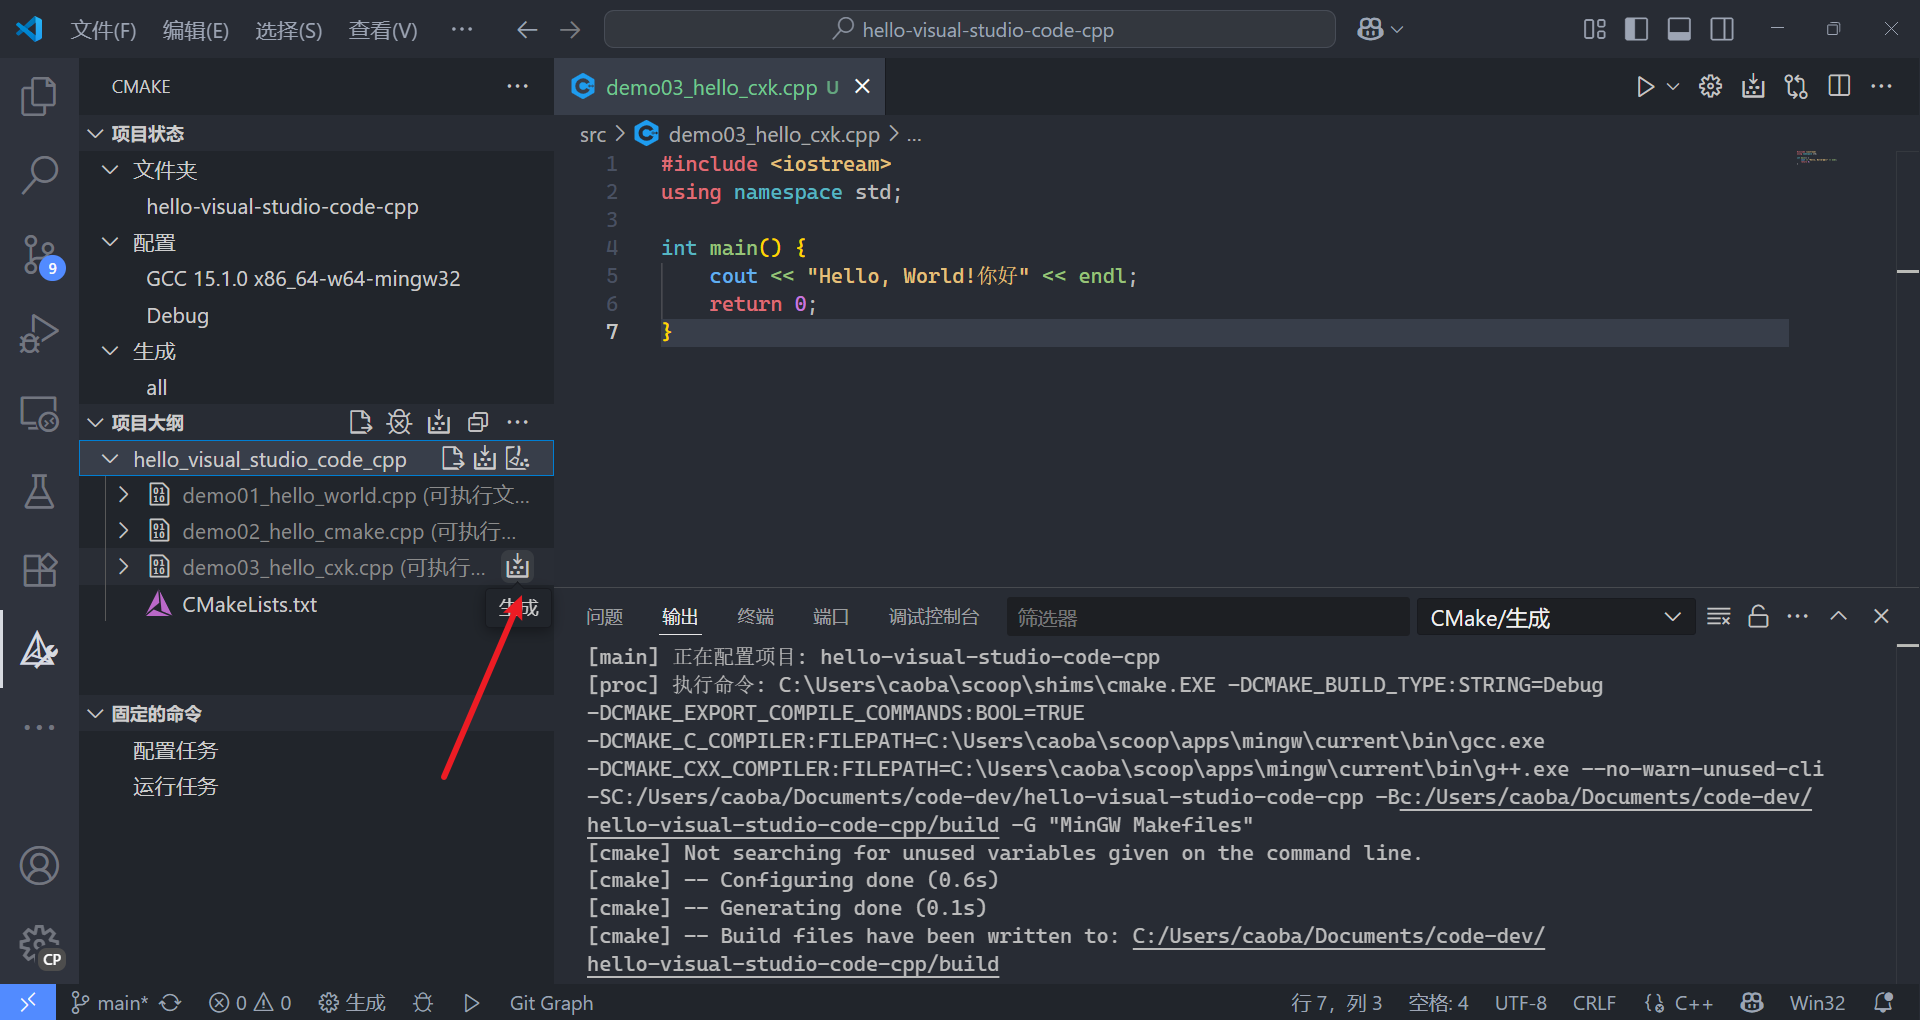 文件(F) 编辑(E) 选择(S) 查看(V) ··· hello-visual-studio-code-cpp
CMAKE
项目状态
文件夹
hello-visual-studio-code-cpp
配置
GCC 15.1.0 x86_64-w64-mingw32
Debug
生成
all
项目大纲
hello_visual_studio_code_cpp
demo01_hello_world.cpp (可执行文...
demo02_hello_cmake.cpp (可执行...
demo03_hello_cxk.cpp (可执行...
CMakeLists.txt
生成
固定的命令
配置任务
运行任务
9
CP
demo03_hello_cxk.cpp U
src > demo03_hello_cxk.cpp > ...
1 #include <iostream>
2 using namespace std;
3
4 int main() {
5 cout << "Hello, World!你好" << endl;
6 return 0;
7 }
问题 输出 终端 端口 调试控制台 筛选器 CMake/生成
[main] 正在配置项目: hello-visual-studio-code-cpp
[proc] 执行命令: C:\Users\caoba\scoop\shims\cmake.EXE -DCMAKE_BUILD_TYPE:STRING=Debug
-DCMAKE_EXPORT_COMPILE_COMMANDS:BOOL=TRUE
-DCMAKE_C_COMPILER:FILEPATH=C:\Users\caoba\scoop\apps\mingw\current\bin\gcc.exe
-DCMAKE_CXX_COMPILER:FILEPATH=C:\Users\caoba\scoop\apps\mingw\current\bin\g++.exe --no-warn-unused-cli
-SC:/Users/caoba/Documents/code-dev/hello-visual-studio-code-cpp -Bc:/Users/caoba/Documents/code-dev/
hello-visual-studio-code-cpp/build -G "MinGW Makefiles"
[cmake] Not searching for unused variables given on the command line.
[cmake] -- Configuring done (0.6s)
[cmake] -- Generating done (0.1s)
[cmake] -- Build files have been written to: C:/Users/caoba/Documents/code-dev/
hello-visual-studio-code-cpp/build
main* 0 0 生成 Git Graph 行 7，列 3 空格: 4 UTF-8 CRLF C++ Win32